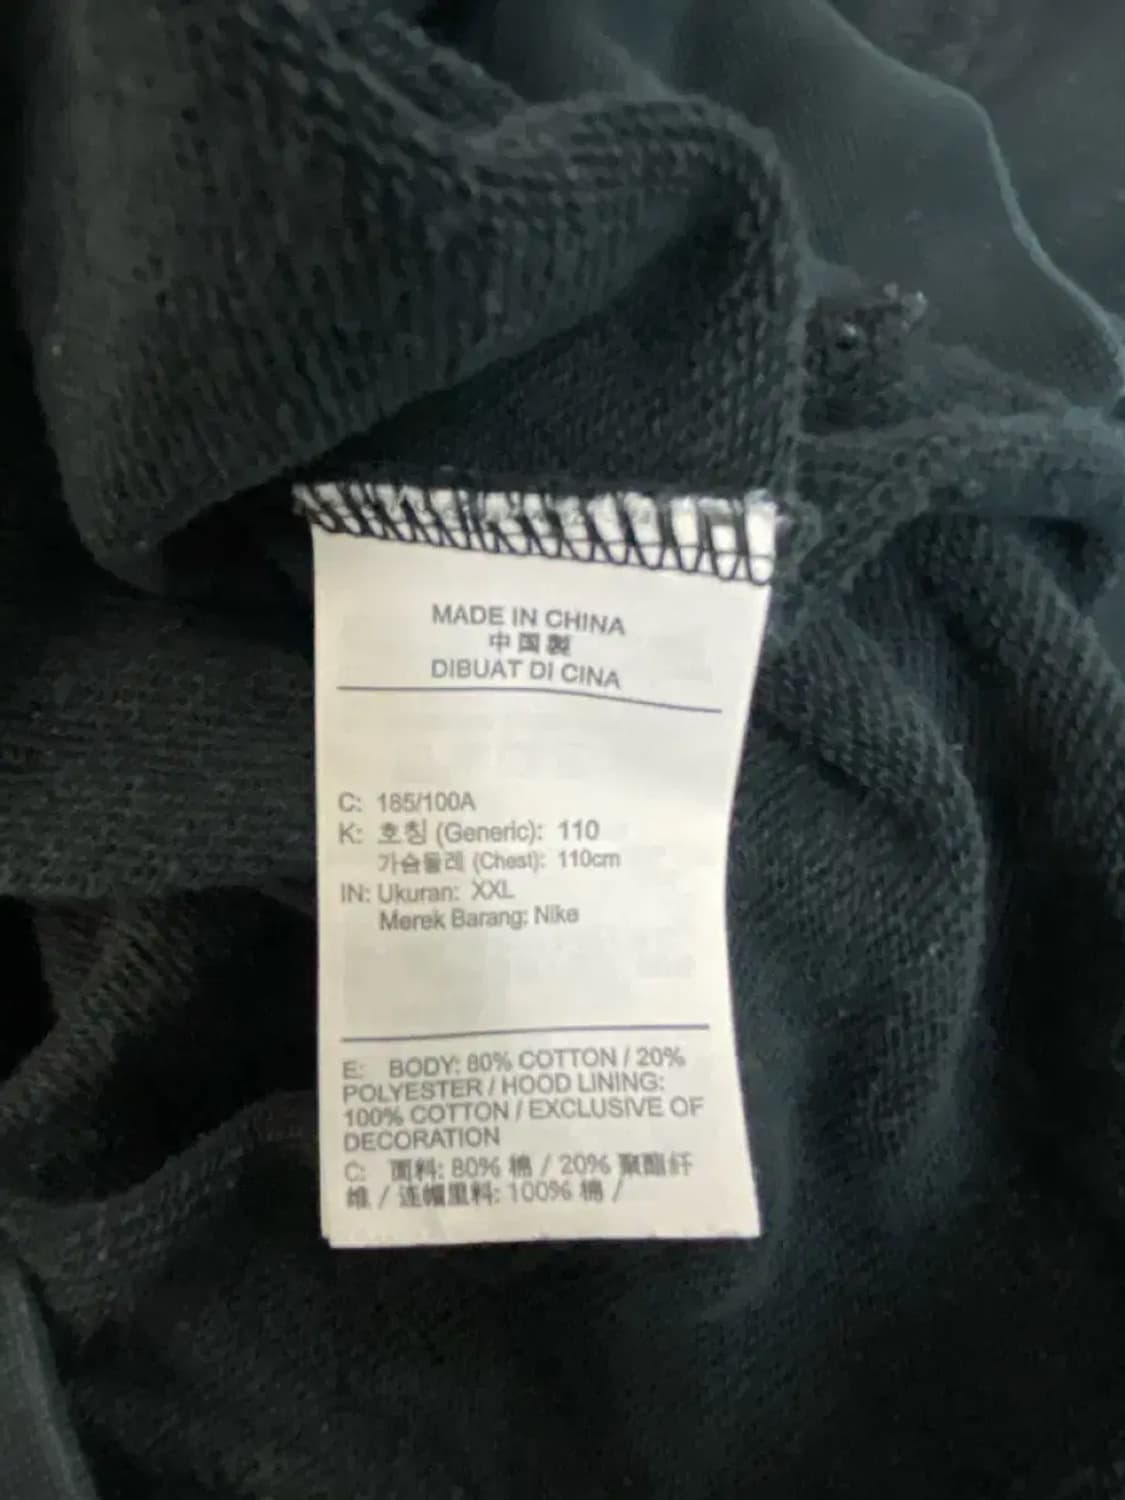 MADE IN CHINA
中国製
DIBUAT DI CINA
C: 185/100A
K: 호칭 (Generic): 110
가슴둘레 (Chest): 110cm
IN: Ukuran: XXL
Merek Barang: Nike
E: BODY: 80% COTTON / 20%
POLYESTER / HOOD LINING:
100% COTTON / EXCLUSIVE OF
DECORATION
C: 面料: 80% 棉 / 20% 聚酯纤
维 / 连帽里料: 100% 棉 /